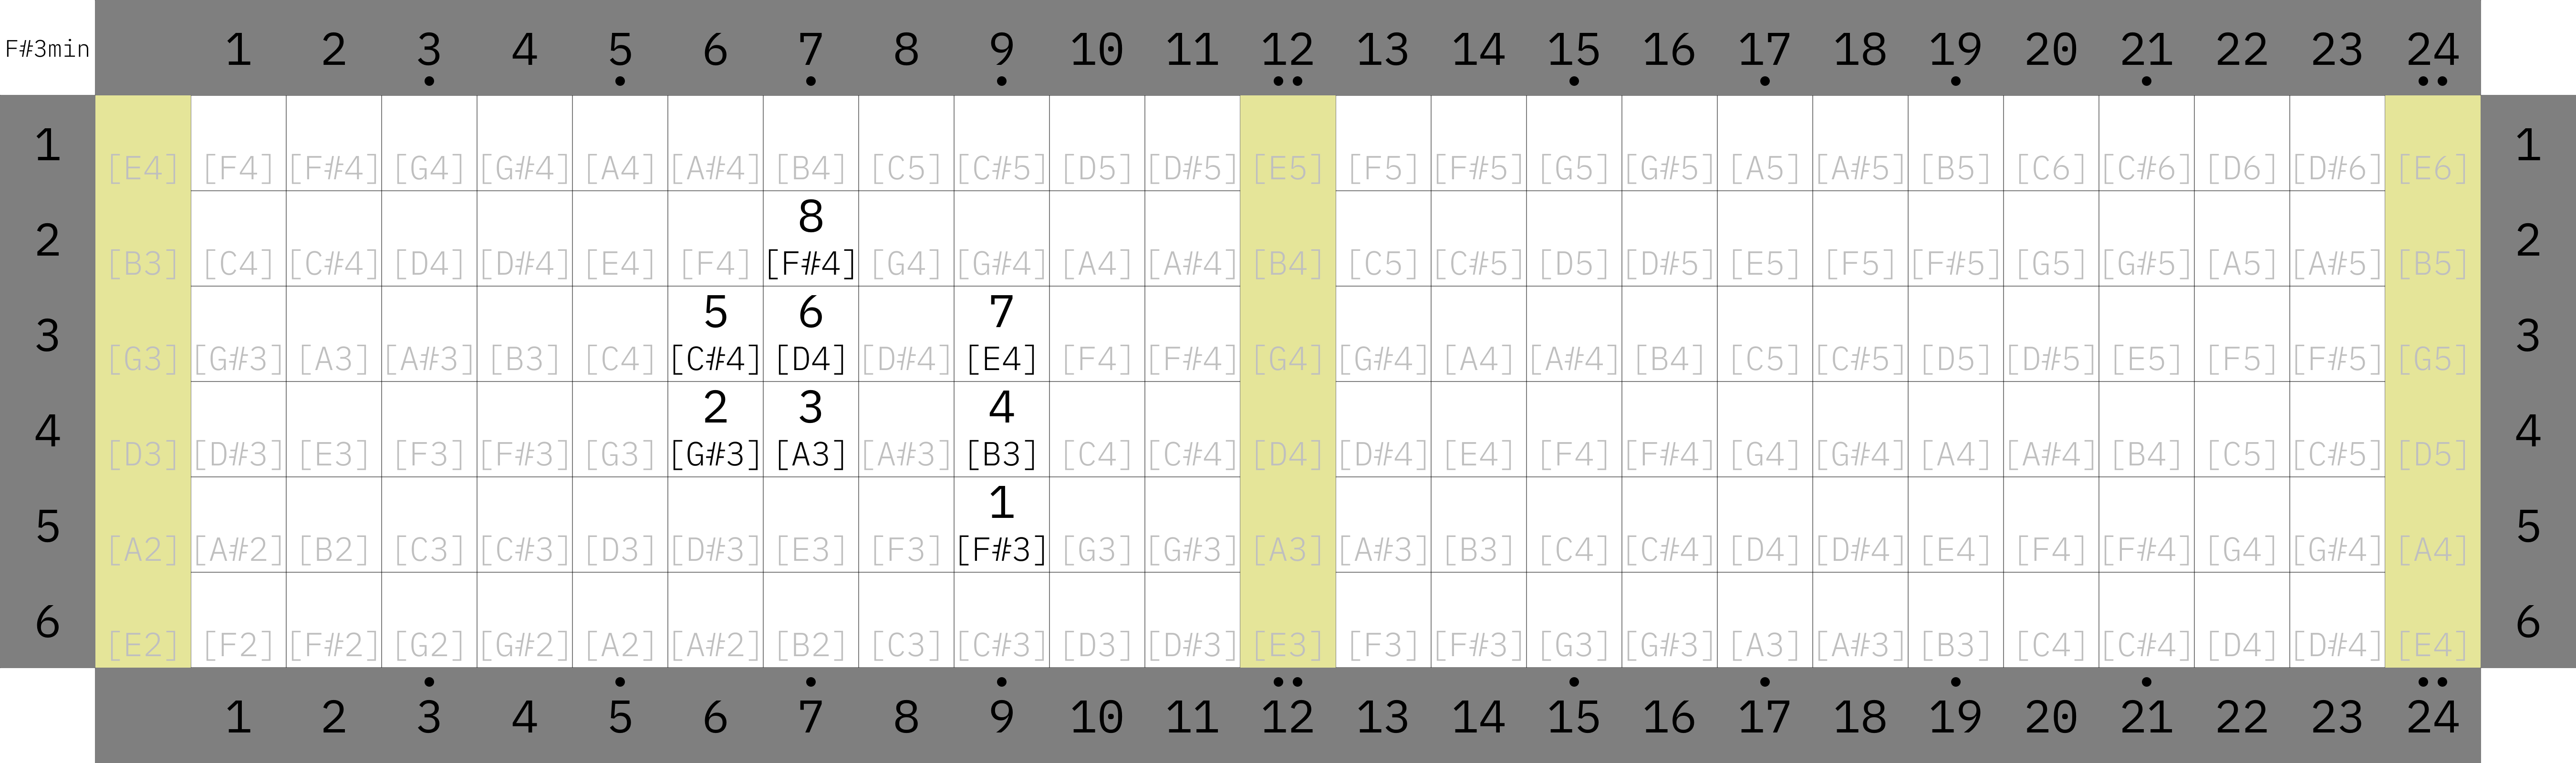 F#3min 1 2 3 4 5 6 7 8 9 10 11 12 13 14 15 16 17 18 19 20 21 22 23 24
1 [E4] [F4] [F#4] [G4] [G#4] [A4] [A#4] [B4] [C5] [C#5] [D5] [D#5] [E5] [F5] [F#5] [G5] [G#5] [A5] [A#5] [B5] [C6] [C#6] [D6] [D#6] [E6] 1
8
2 [B3] [C4] [C#4] [D4] [D#4] [E4] [F4] [F#4] [G4] [G#4] [A4] [A#4] [B4] [C5] [C#5] [D5] [D#5] [E5] [F5] [F#5] [G5] [G#5] [A5] [A#5] [B5] 2
5 6 7
3 [G3] [G#3] [A3] [A#3] [B3] [C4] [C#4] [D4] [D#4] [E4] [F4] [F#4] [G4] [G#4] [A4] [A#4] [B4] [C5] [C#5] [D5] [D#5] [E5] [F5] [F#5] [G5] 3
2 3 4
4 [D3] [D#3] [E3] [F3] [F#3] [G3] [G#3] [A3] [A#3] [B3] [C4] [C#4] [D4] [D#4] [E4] [F4] [F#4] [G4] [G#4] [A4] [A#4] [B4] [C5] [C#5] [D5] 4
1
5 [A2] [A#2] [B2] [C3] [C#3] [D3] [D#3] [E3] [F3] [F#3] [G3] [G#3] [A3] [A#3] [B3] [C4] [C#4] [D4] [D#4] [E4] [F4] [F#4] [G4] [G#4] [A4] 5
6 [E2] [F2] [F#2] [G2] [G#2] [A2] [A#2] [B2] [C3] [C#3] [D3] [D#3] [E3] [F3] [F#3] [G3] [G#3] [A3] [A#3] [B3] [C4] [C#4] [D4] [D#4] [E4] 6
1 2 3 4 5 6 7 8 9 10 11 12 13 14 15 16 17 18 19 20 21 22 23 24